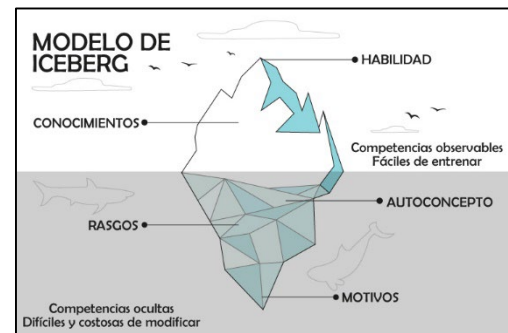 MODELO DE
ICEBERG
HABILIDAD
CONOCIMIENTOS
Competencias observables
Fáciles de entrenar
AUTOCONCEPTO
RASGOS
MOTIVOS
Competencias ocultas
Difíciles y costosas de modificar